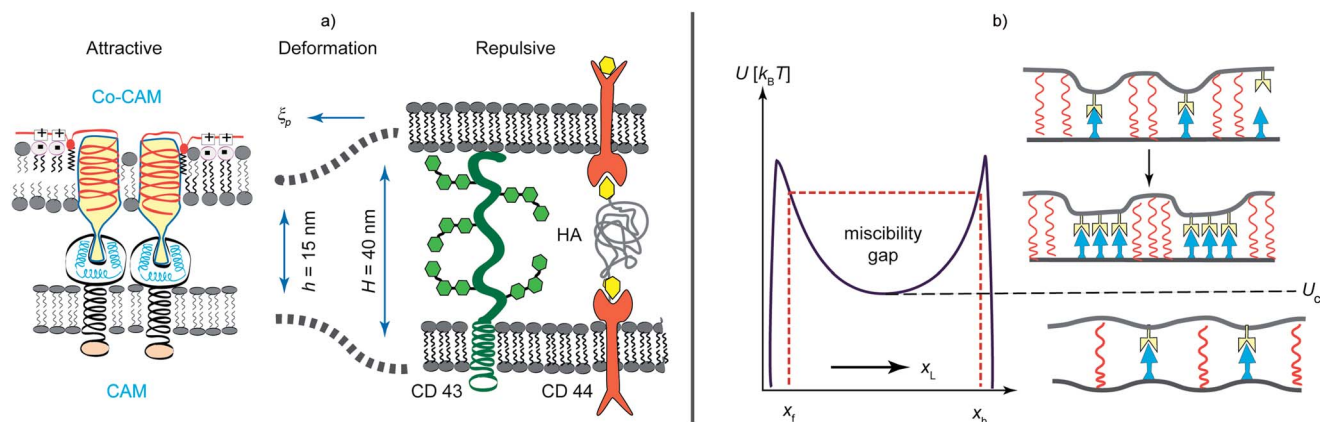 a)
Attractive
Deformation
Repulsive
Co-CAM
ξp
+ +
+ +
- -
- -
h = 15 nm
H = 40 nm
HA
CD 43
CD 44
CAM
b)
U [kBT]
miscibility
gap
Uc
xL
xf
xb